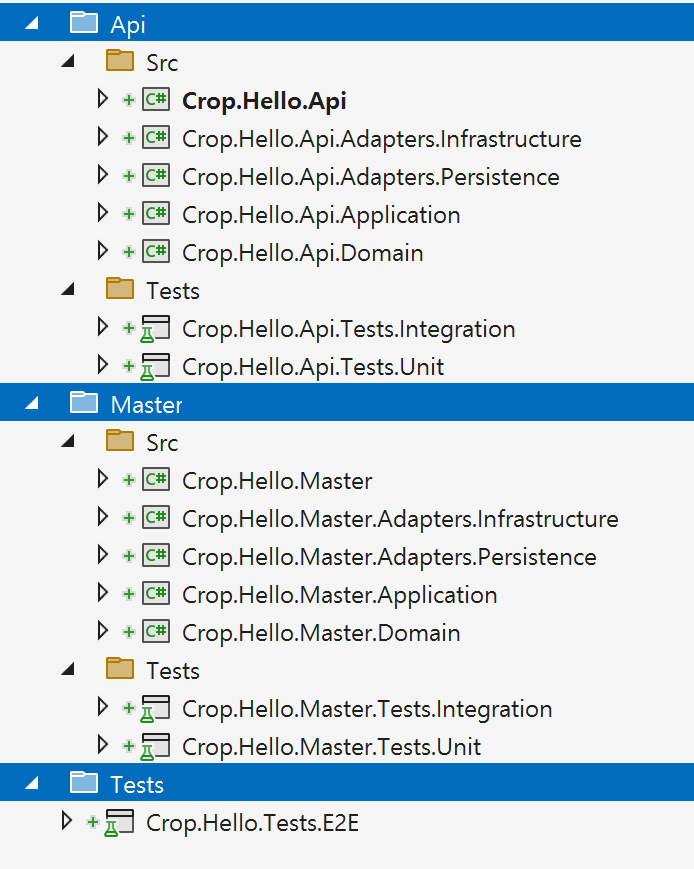 Api
Src
C# Crop.Hello.Api
C# Crop.Hello.Api.Adapters.Infrastructure
C# Crop.Hello.Api.Adapters.Persistence
C# Crop.Hello.Api.Application
C# Crop.Hello.Api.Domain
Tests
Crop.Hello.Api.Tests.Integration
Crop.Hello.Api.Tests.Unit
Master
Src
C# Crop.Hello.Master
C# Crop.Hello.Master.Adapters.Infrastructure
C# Crop.Hello.Master.Adapters.Persistence
C# Crop.Hello.Master.Application
C# Crop.Hello.Master.Domain
Tests
Crop.Hello.Master.Tests.Integration
Crop.Hello.Master.Tests.Unit
Tests
Crop.Hello.Tests.E2E